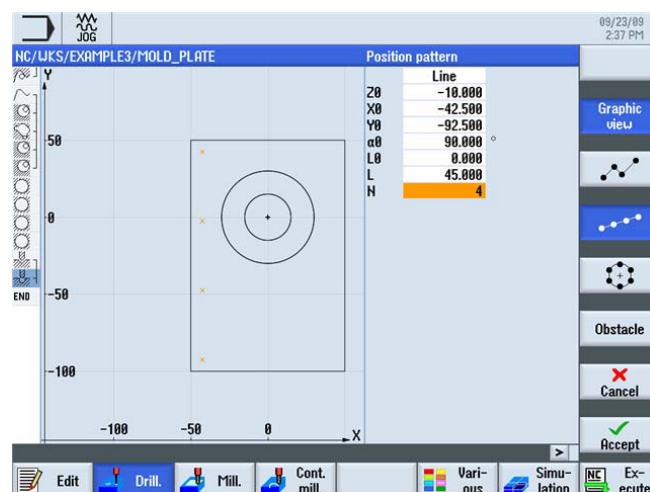 JOG
09/23/09
2:37 PM
NC/WKS/EXAMPLE3/MOLD_PLATE
Position pattern
Y
Line
Z0 -10.000
X0 -42.500
Y0 -92.500
α0 90.000 °
L0 0.000
L 45.000
N 4
Graphic
view
50
0
-50
-100
END
-100 -50 0 X
Obstacle
Cancel
Accept
>
Edit
Drill.
Mill.
Cont.
mill
Vari-
ous
Simu-
lation
NC
Ex-
ecute